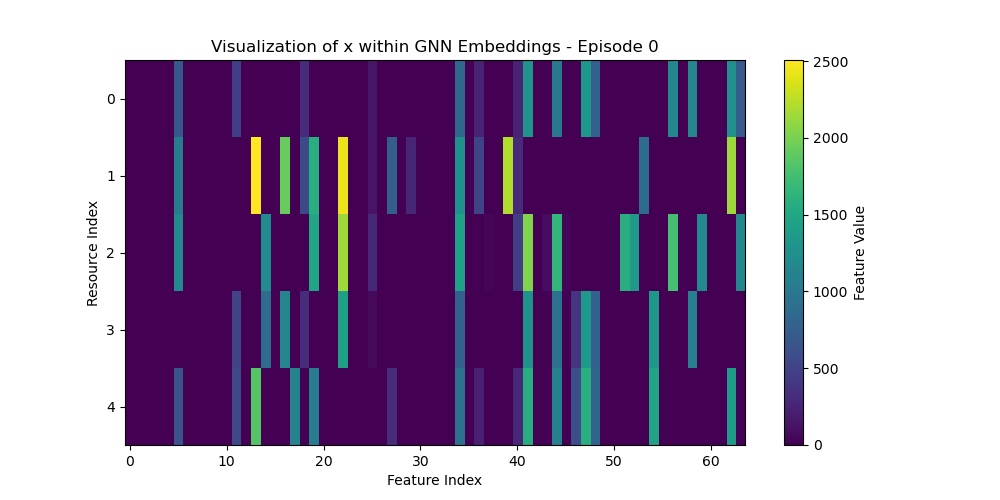 Visualization of x within GNN Embeddings - Episode 0
Resource Index
0
1
2
3
4
0 10 20 30 40 50 60
Feature Index
2500
2000
1500
1000
500
0
Feature Value